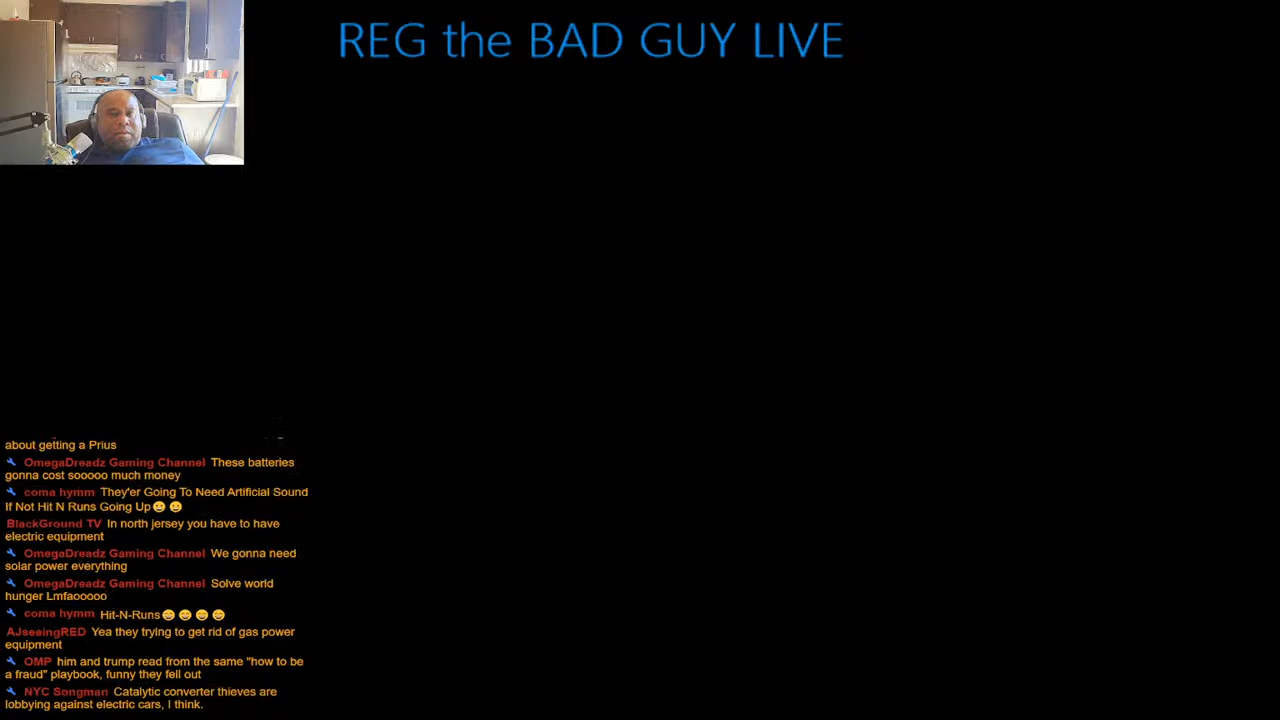 REG the BAD GUY LIVE
about getting a Prius
OmegaDreadz Gaming Channel These batteries
gonna cost sooooo much money
coma hymm They'er Going To Need Artificial Sound
If Not Hit N Runs Going Up😀😀
BlackGround TV In north jersey you have to have
electric equipment
OmegaDreadz Gaming Channel We gonna need
solar power everything
OmegaDreadz Gaming Channel Solve world
hunger Lmfaooooo
coma hymm Hit-N-Runs😄😄😄😄
AJseeingRED Yea they trying to get rid of gas power
equipment
OMP him and trump read from the same "how to be
a fraud" playbook, funny they fell out
NYC Songman Catalytic converter thieves are
lobbying against electric cars, I think.